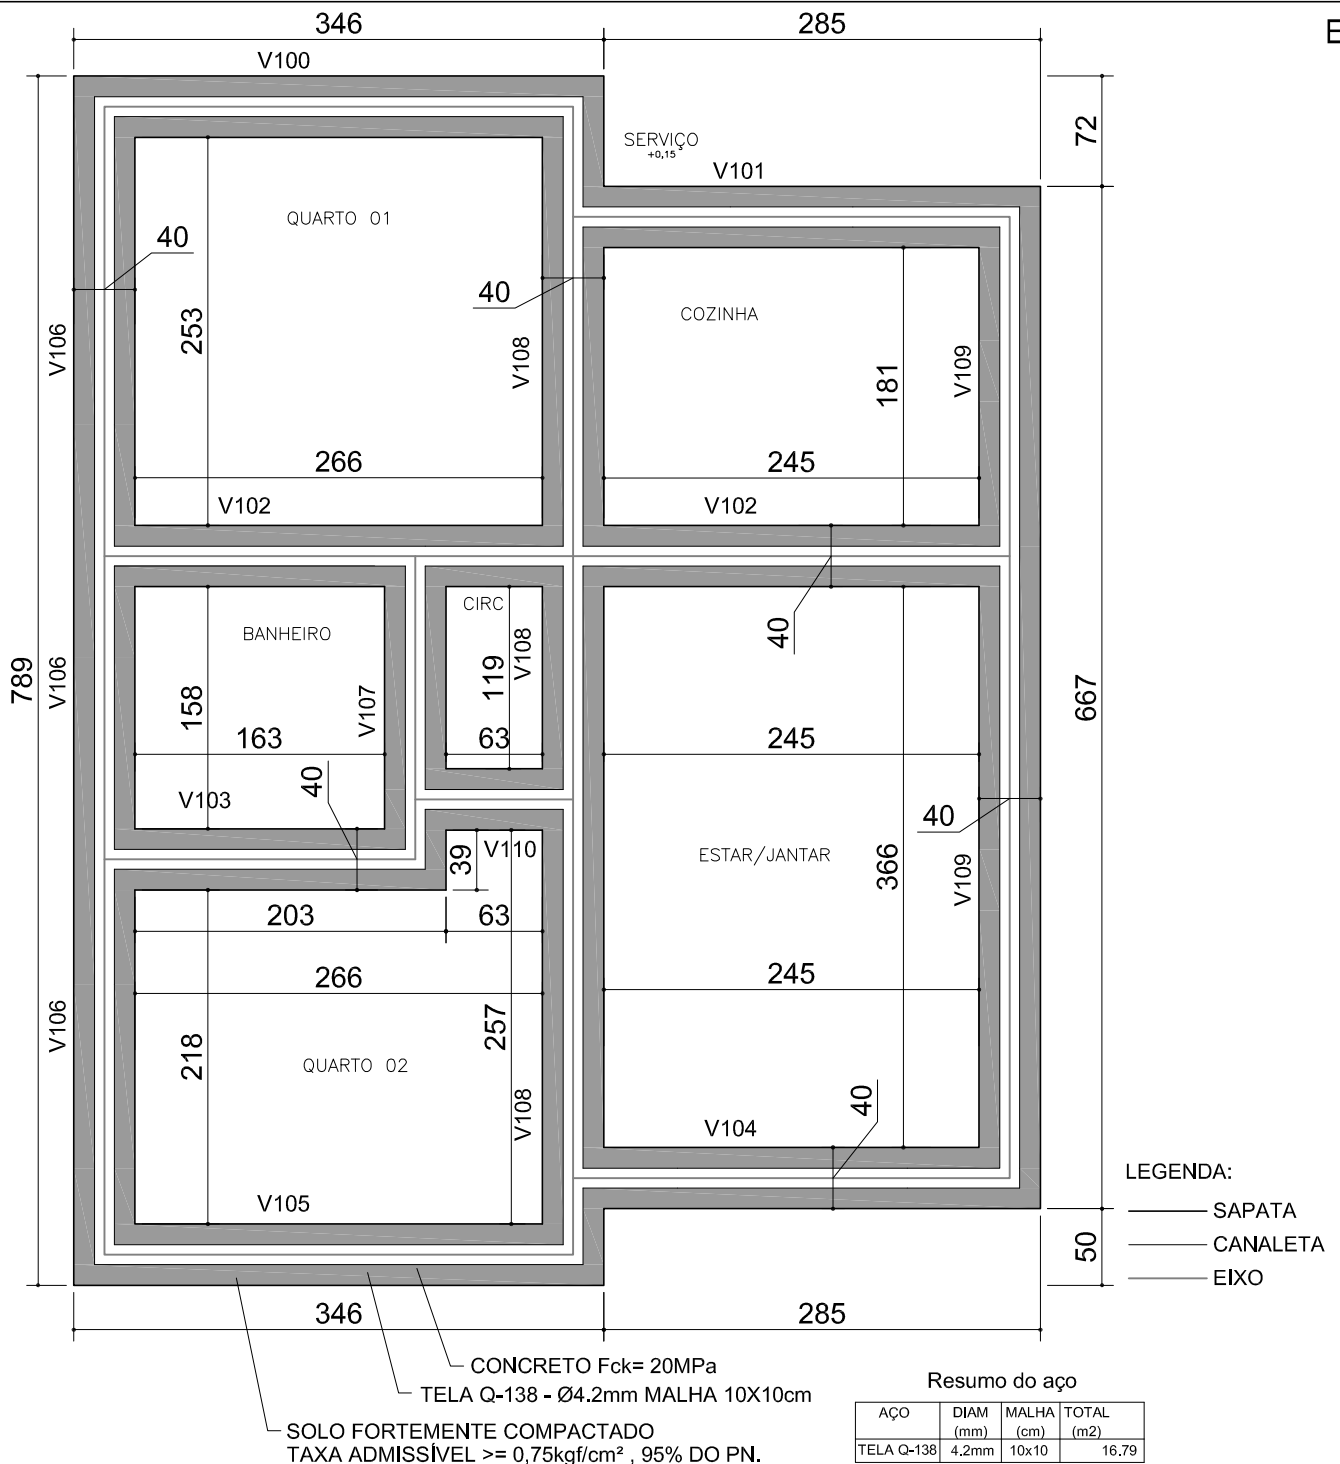 346
285
E
V100
72
SERVIÇO
+0,15
V101
QUARTO 01
40
40
COZINHA
V106
253
V108
181
V109
266
245
V102
V102
CIRC
BANHEIRO
40
789
V106
158
V107
119
V108
667
163
63
245
V103
40
40
39
V110
ESTAR/JANTAR
366
V109
203
63
266
245
V106
218
257
QUARTO 02
V108
40
V104
V105
LEGENDA:
SAPATA
CANALETA
EIXO
50
346
285
CONCRETO Fck= 20MPa
TELA Q-138 - Ø4.2mm MALHA 10X10cm
SOLO FORTEMENTE COMPACTADO
TAXA ADMISSÍVEL >= 0,75kgf/cm² , 95% DO PN.
Resumo do aço
AÇO DIAM (mm) MALHA (cm) TOTAL (m2)
TELA Q-138 4.2mm 10x10 16.79